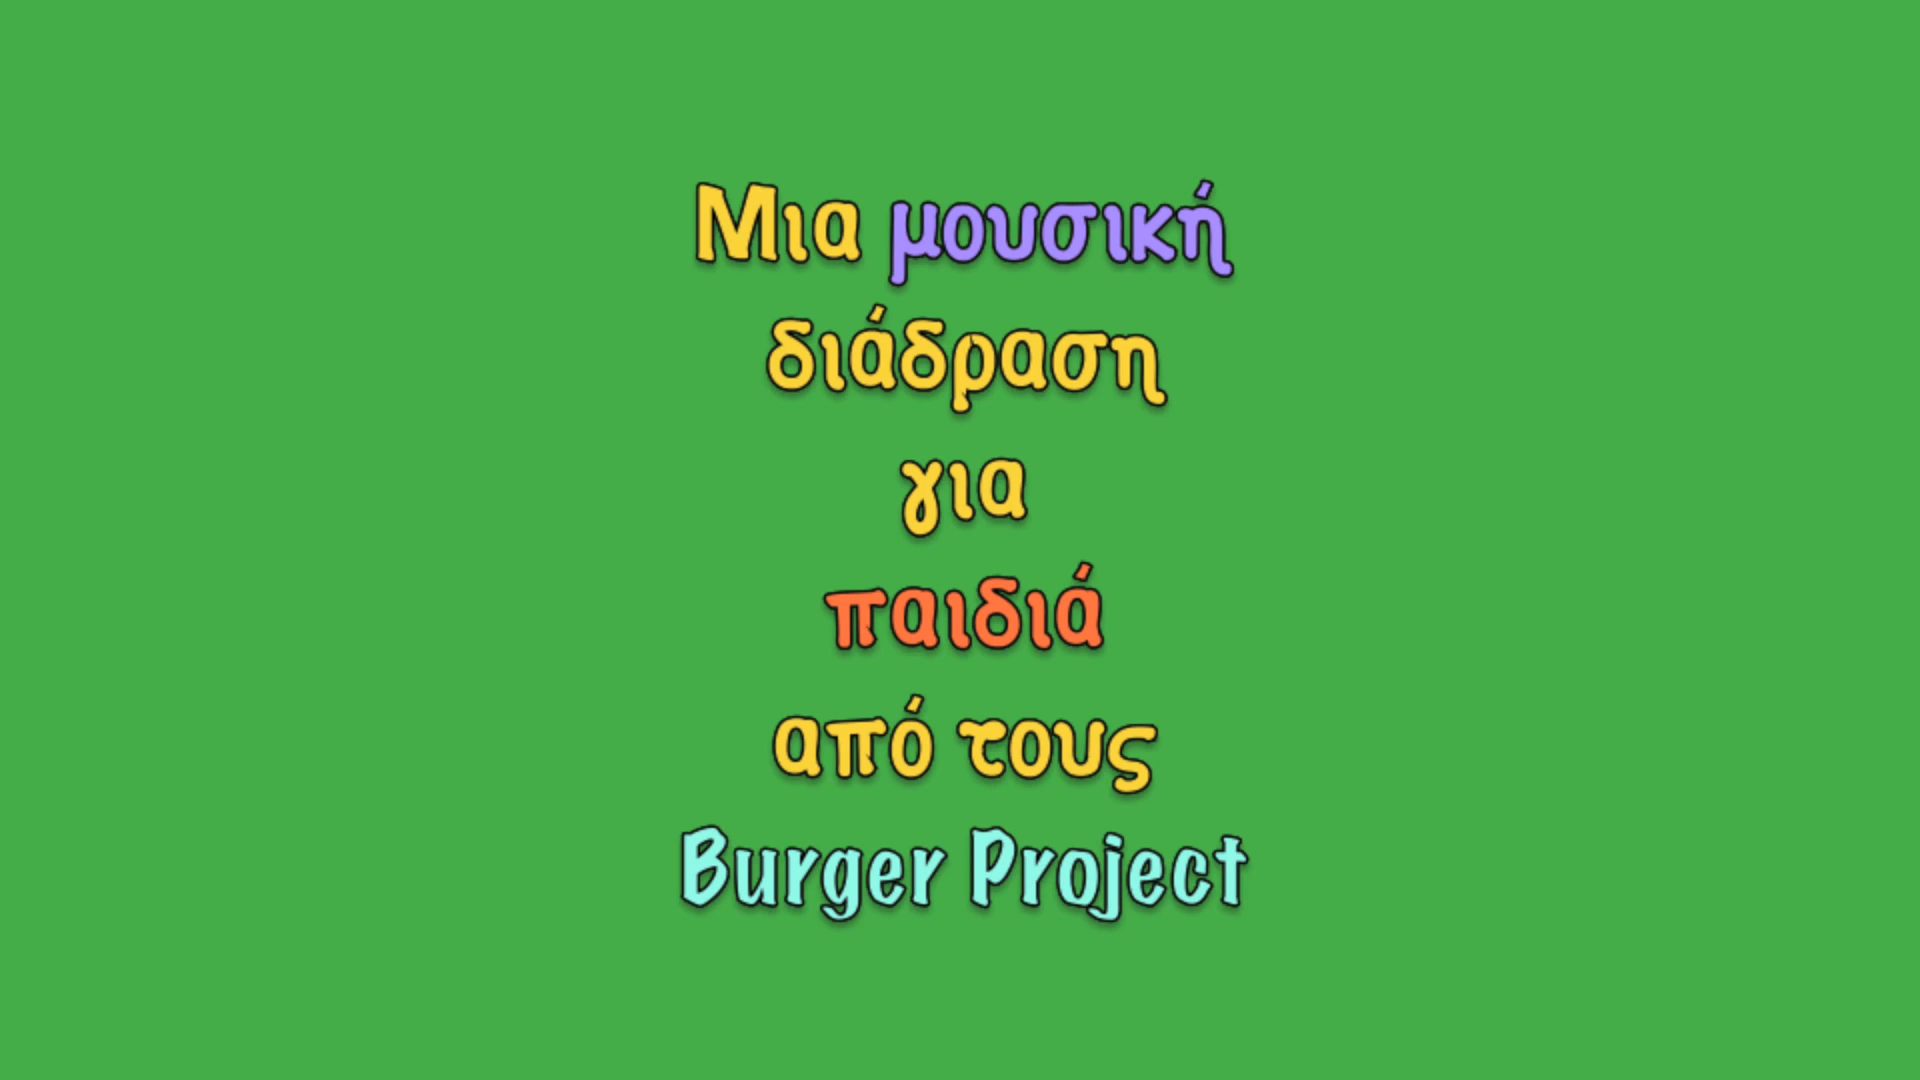 Μια μουσική
διάδραση
για
παιδιά
από τους
Burger Project